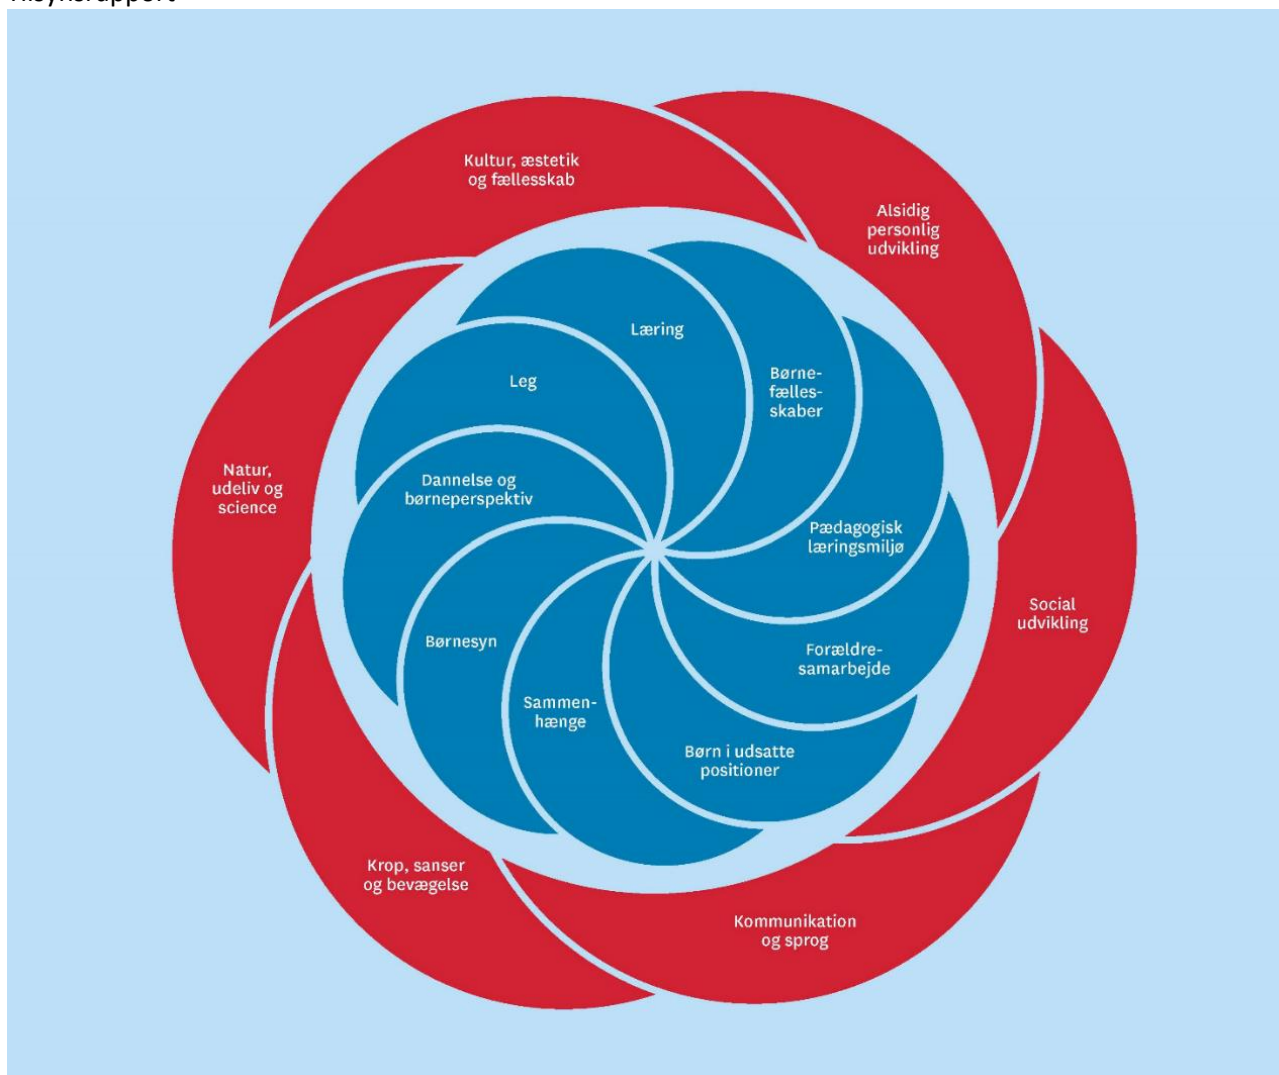 Kultur, æstetik
og fællesskab
Alsidig
personlig
udvikling
Læring
Børne-
fælles-
skaber
Leg
Natur,
udeliv og
science
Dannelse og
børneperspektiv
Pædagogisk
læringsmiljø
Social
udvikling
Børnesyn
Forældre-
samarbejde
Sammen-
hænge
Børn i udsatte
positioner
Krop, sanser
og bevægelse
Kommunikation
og sprog